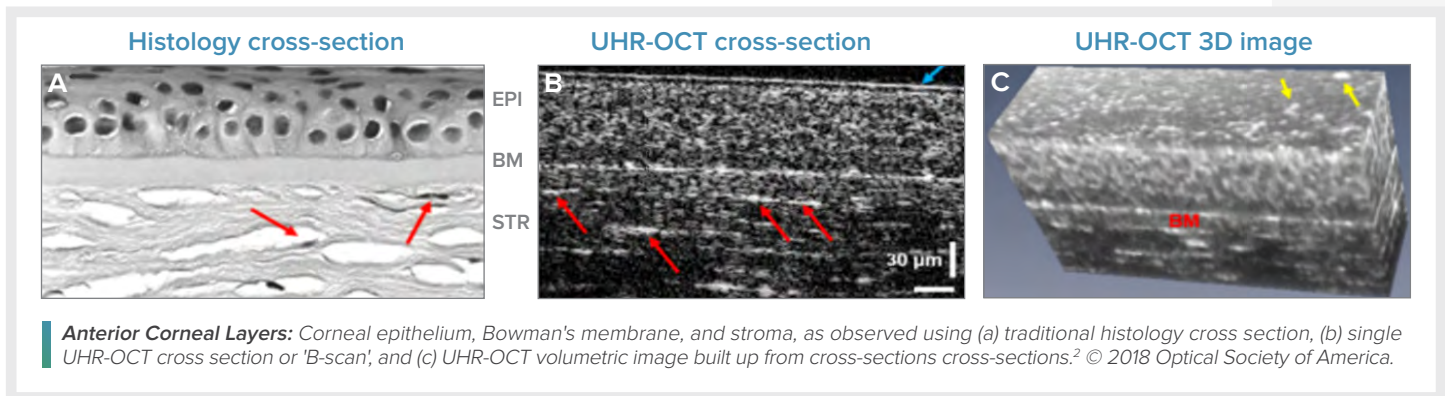 Histology cross-section
UHR-OCT cross-section
UHR-OCT 3D image
A
EPI
BM
STR
B
30 µm
C
BM
Anterior Corneal Layers: Corneal epithelium, Bowman's membrane, and stroma, as observed using (a) traditional histology cross section, (b) single
UHR-OCT cross section or 'B-scan', and (c) UHR-OCT volumetric image built up from cross-sections cross-sections.² © 2018 Optical Society of America.